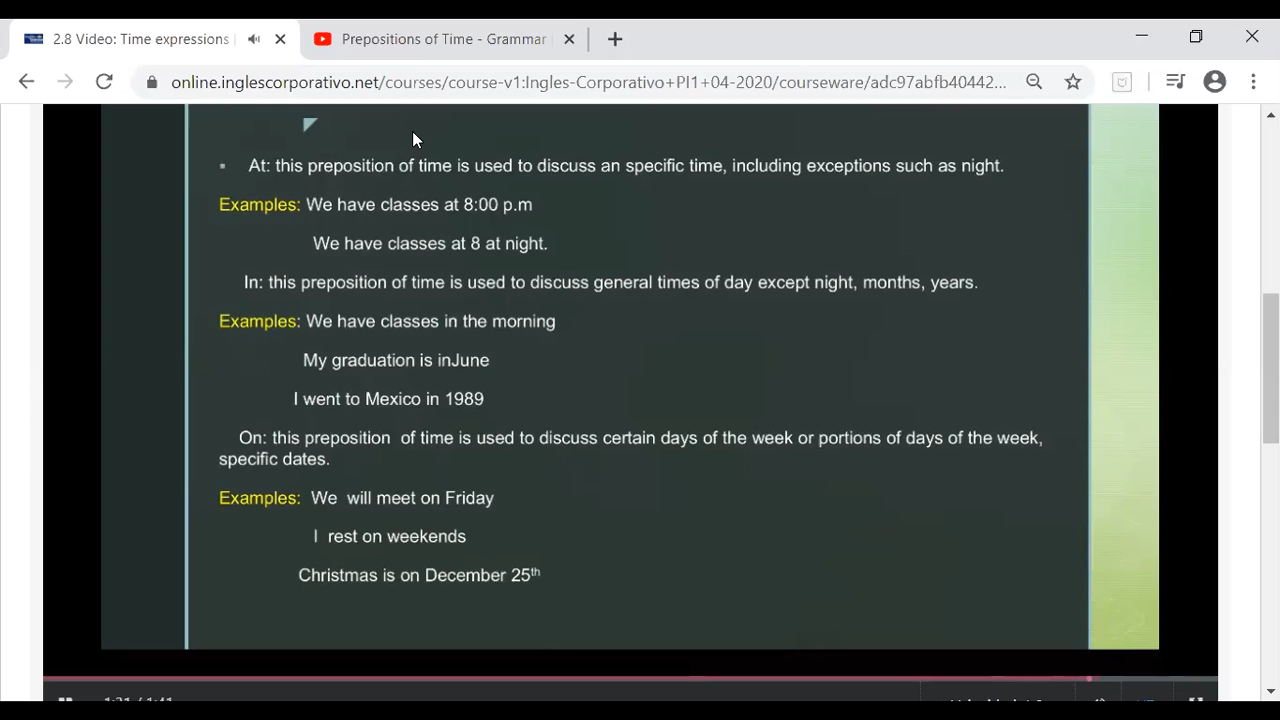 2.8 Video: Time expressions
Prepositions of Time - Grammar
online.inglescorporativo.net/courses/course-v1:Ingles-Corporativo+PI1+04-2020/courseware/adc97abfb40442...
▪ At: this preposition of time is used to discuss an specific time, including exceptions such as night.
Examples: We have classes at 8:00 p.m
We have classes at 8 at night.
In: this preposition of time is used to discuss general times of day except night, months, years.
Examples: We have classes in the morning
My graduation is inJune
I went to Mexico in 1989
On: this preposition of time is used to discuss certain days of the week or portions of days of the week,
specific dates.
Examples: We will meet on Friday
I rest on weekends
Christmas is on December 25th
1:31 / 1:41